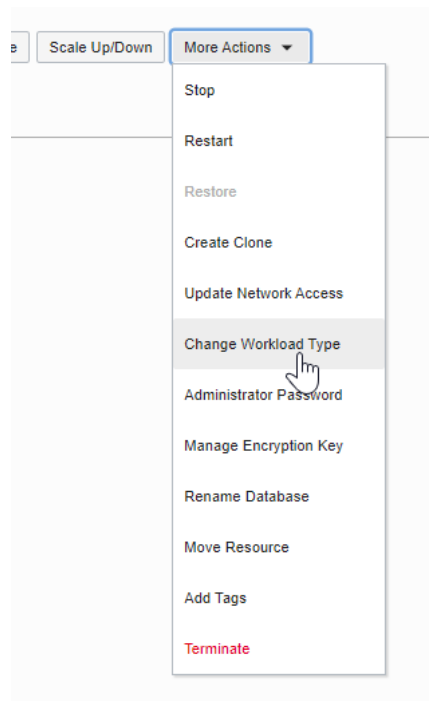 e
Scale Up/Down
More Actions
Stop
Restart
Restore
Create Clone
Update Network Access
Change Workload Type
Administrator Password
Manage Encryption Key
Rename Database
Move Resource
Add Tags
Terminate